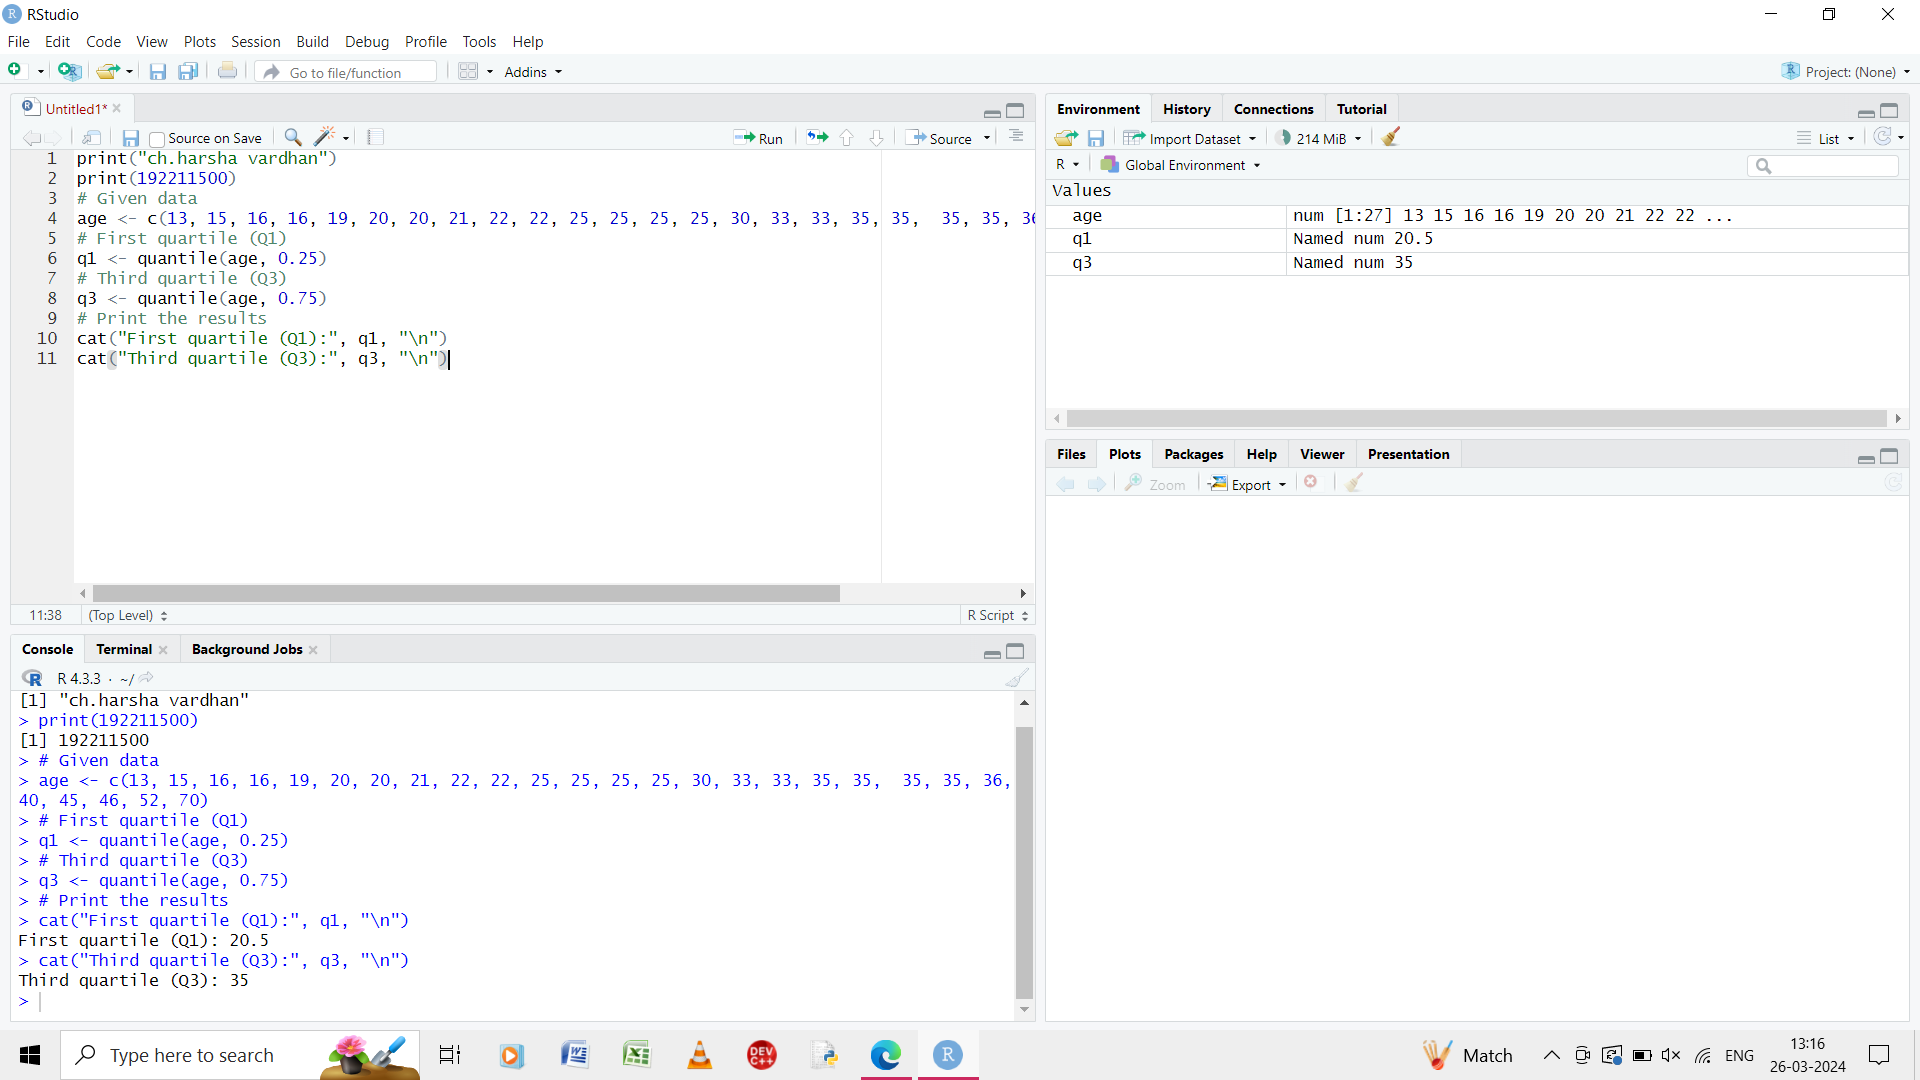 RStudio
File Edit Code View Plots Session Build Debug Profile Tools Help
Go to file/function Addins Project: (None)
Untitled1*
Source on Save Run Source
1 print("ch.harsha vardhan")
2 print(192211500)
3 # Given data
4 age <- c(13, 15, 16, 16, 19, 20, 20, 21, 22, 22, 25, 25, 25, 25, 30, 33, 33, 35, 35,  35, 35, 36
5 # First quartile (Q1)
6 q1 <- quantile(age, 0.25)
7 # Third quartile (Q3)
8 q3 <- quantile(age, 0.75)
9 # Print the results
10 cat("First quartile (Q1):", q1, "\n")
11 cat("Third quartile (Q3):", q3, "\n")
11:38 (Top Level) R Script
Console Terminal Background Jobs
R 4.3.3 · ~/
[1] "ch.harsha vardhan"
> print(192211500)
[1] 192211500
> # Given data
> age <- c(13, 15, 16, 16, 19, 20, 20, 21, 22, 22, 25, 25, 25, 25, 30, 33, 33, 35, 35,  35, 35, 36,
40, 45, 46, 52, 70)
> # First quartile (Q1)
> q1 <- quantile(age, 0.25)
> # Third quartile (Q3)
> q3 <- quantile(age, 0.75)
> # Print the results
> cat("First quartile (Q1):", q1, "\n")
First quartile (Q1): 20.5
> cat("Third quartile (Q3):", q3, "\n")
Third quartile (Q3): 35
>
Environment History Connections Tutorial
Import Dataset 214 MiB List
R Global Environment
Values
age num [1:27] 13 15 16 16 19 20 20 21 22 22 ...
q1 Named num 20.5
q3 Named num 35
Files Plots Packages Help Viewer Presentation
Zoom Export
Type here to search DEV C++ R Match ENG 13:16
26-03-2024